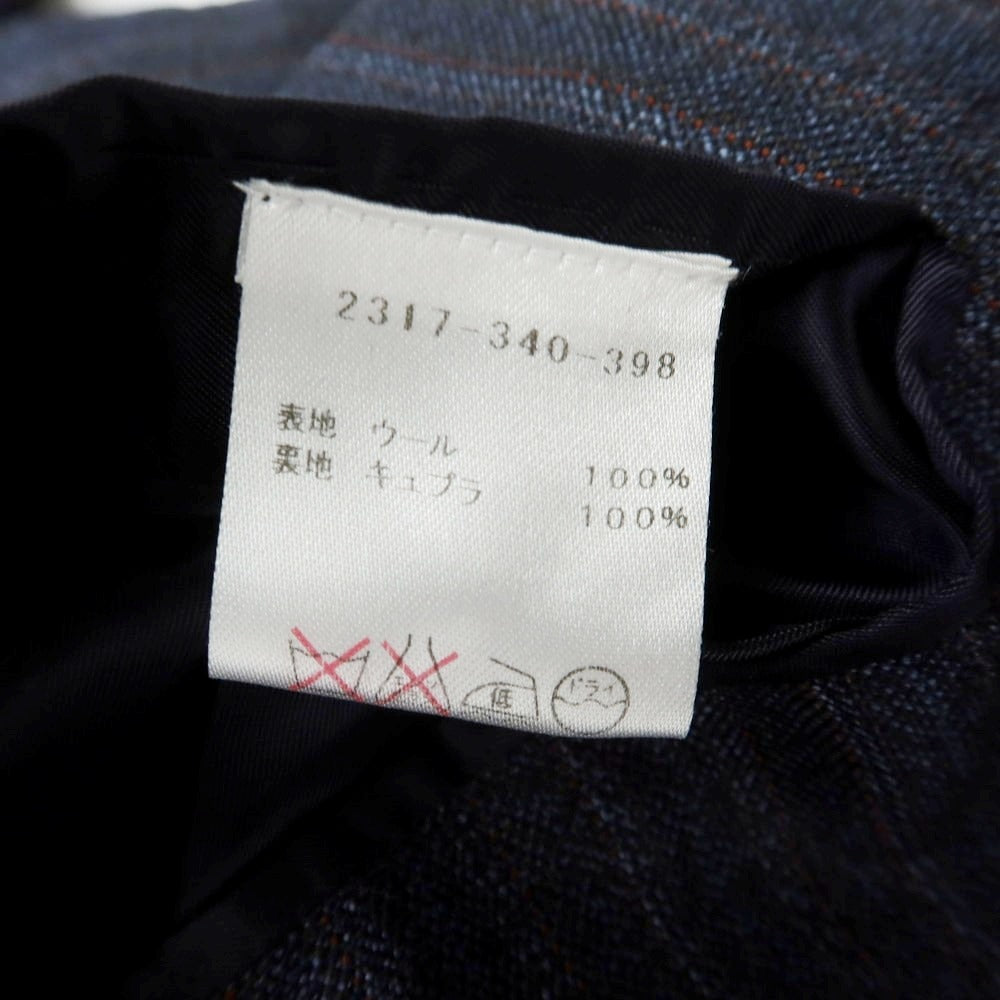 2317-340-398
表地 ウール 100%
裏地 キュプラ 100%
低 ドライ